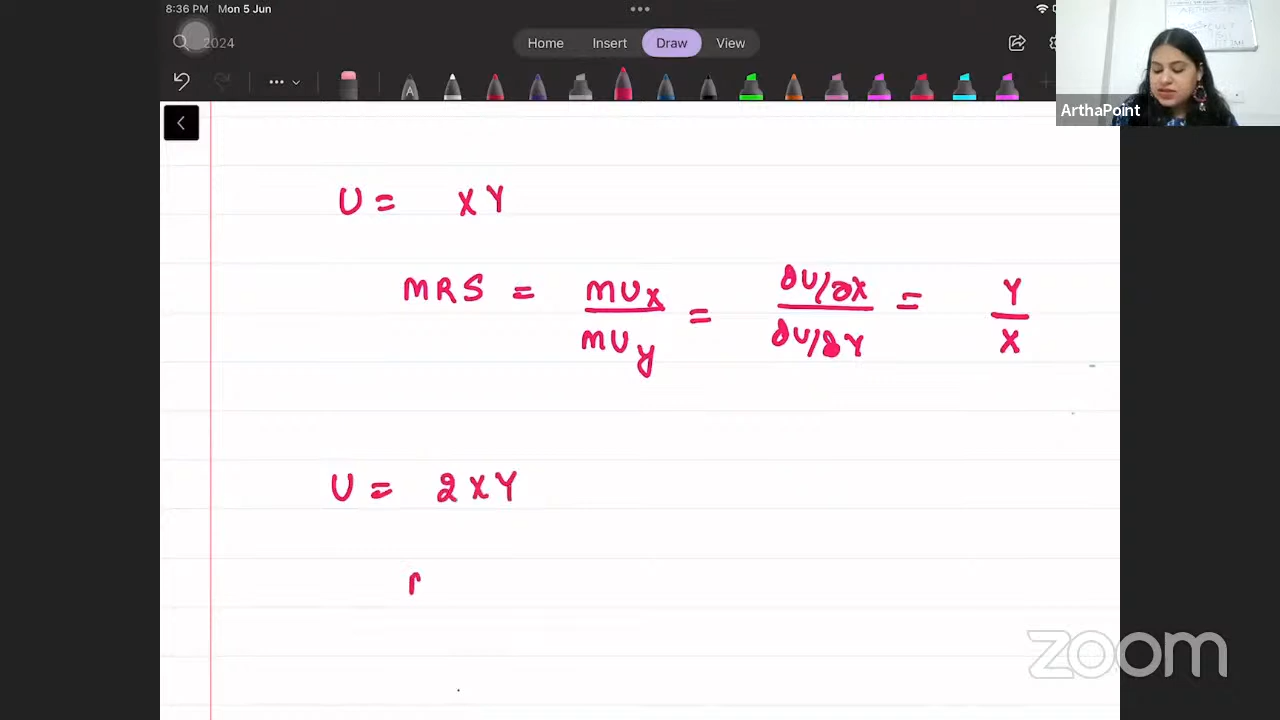 8:36 PM Mon 5 Jun
2024
Home Insert Draw View
A
ArthaPoint
U = XY
MRS = MUx / MUy = ∂U/∂X / ∂U/∂Y = Y / X
U = 2XY
zoom